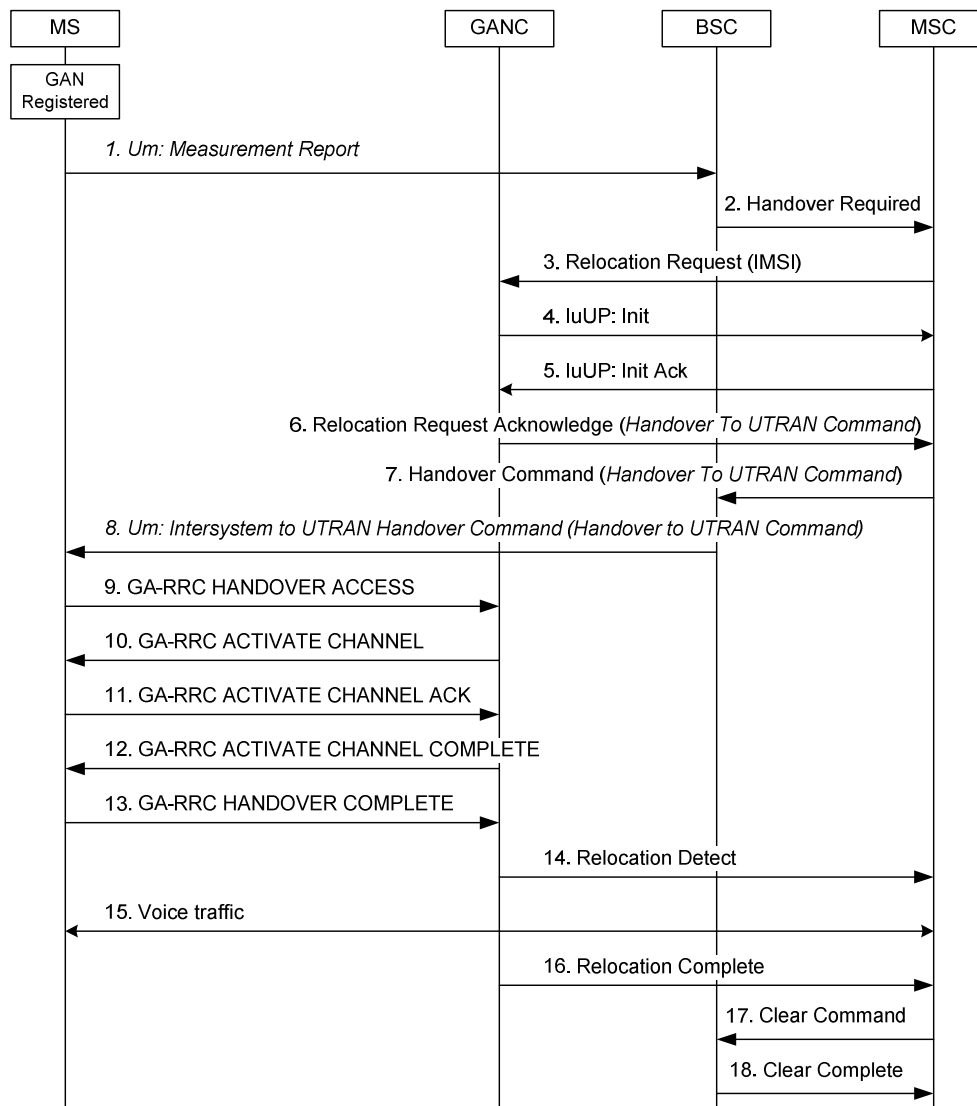 MS
GANC
BSC
MSC
GAN
Registered
1. Um: Measurement Report
2. Handover Required
3. Relocation Request (IMSI)
4. IuUP: Init
5. IuUP: Init Ack
6. Relocation Request Acknowledge (Handover To UTRAN Command)
7. Handover Command (Handover To UTRAN Command)
8. Um: Intersystem to UTRAN Handover Command (Handover to UTRAN Command)
9. GA-RRC HANDOVER ACCESS
10. GA-RRC ACTIVATE CHANNEL
11. GA-RRC ACTIVATE CHANNEL ACK
12. GA-RRC ACTIVATE CHANNEL COMPLETE
13. GA-RRC HANDOVER COMPLETE
14. Relocation Detect
15. Voice traffic
16. Relocation Complete
17. Clear Command
18. Clear Complete